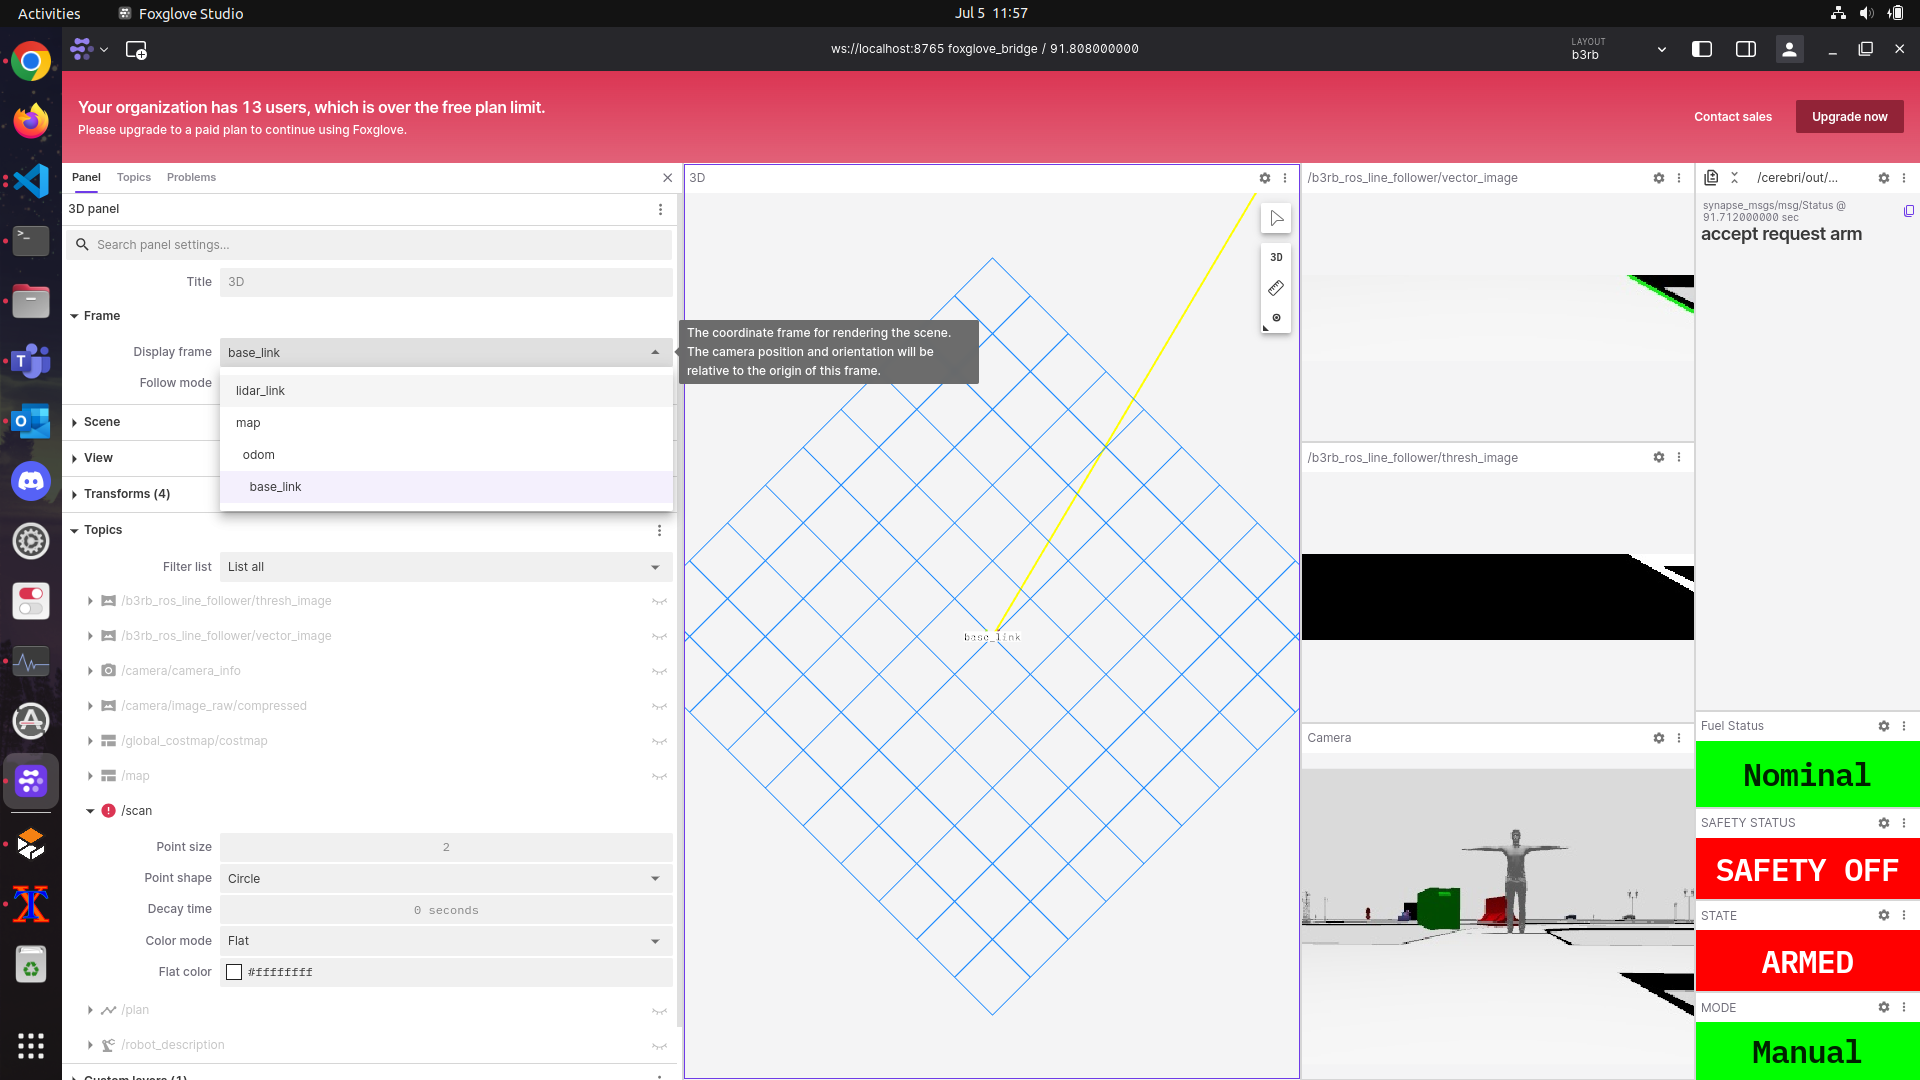 Activities
Foxglove Studio
Jul 5 11:57
ws://localhost:8765 foxglove_bridge / 91.808000000
LAYOUT
b3rb
Your organization has 13 users, which is over the free plan limit.
Please upgrade to a paid plan to continue using Foxglove.
Contact sales
Upgrade now
Panel
Topics
Problems
3D panel
Search panel settings...
Title
3D
Frame
Display frame
base_link
Follow mode
lidar_link
map
odom
base_link
Scene
View
Transforms (4)
Topics
Filter list
List all
/b3rb_ros_line_follower/thresh_image
/b3rb_ros_line_follower/vector_image
/camera/camera_info
/camera/image_raw/compressed
/global_costmap/costmap
/map
/scan
Point size
2
Point shape
Circle
Decay time
0 seconds
Color mode
Flat
Flat color
#ffffffff
/plan
/robot_description
Custom layers (1)
3D
The coordinate frame for rendering the scene.
The camera position and orientation will be
relative to the origin of this frame.
3D
base_link
/b3rb_ros_line_follower/vector_image
/b3rb_ros_line_follower/thresh_image
Camera
/cerebri/out/...
synapse_msgs/msg/Status @
91.712000000 sec
accept request arm
Fuel Status
Nominal
SAFETY STATUS
SAFETY OFF
STATE
ARMED
MODE
Manual